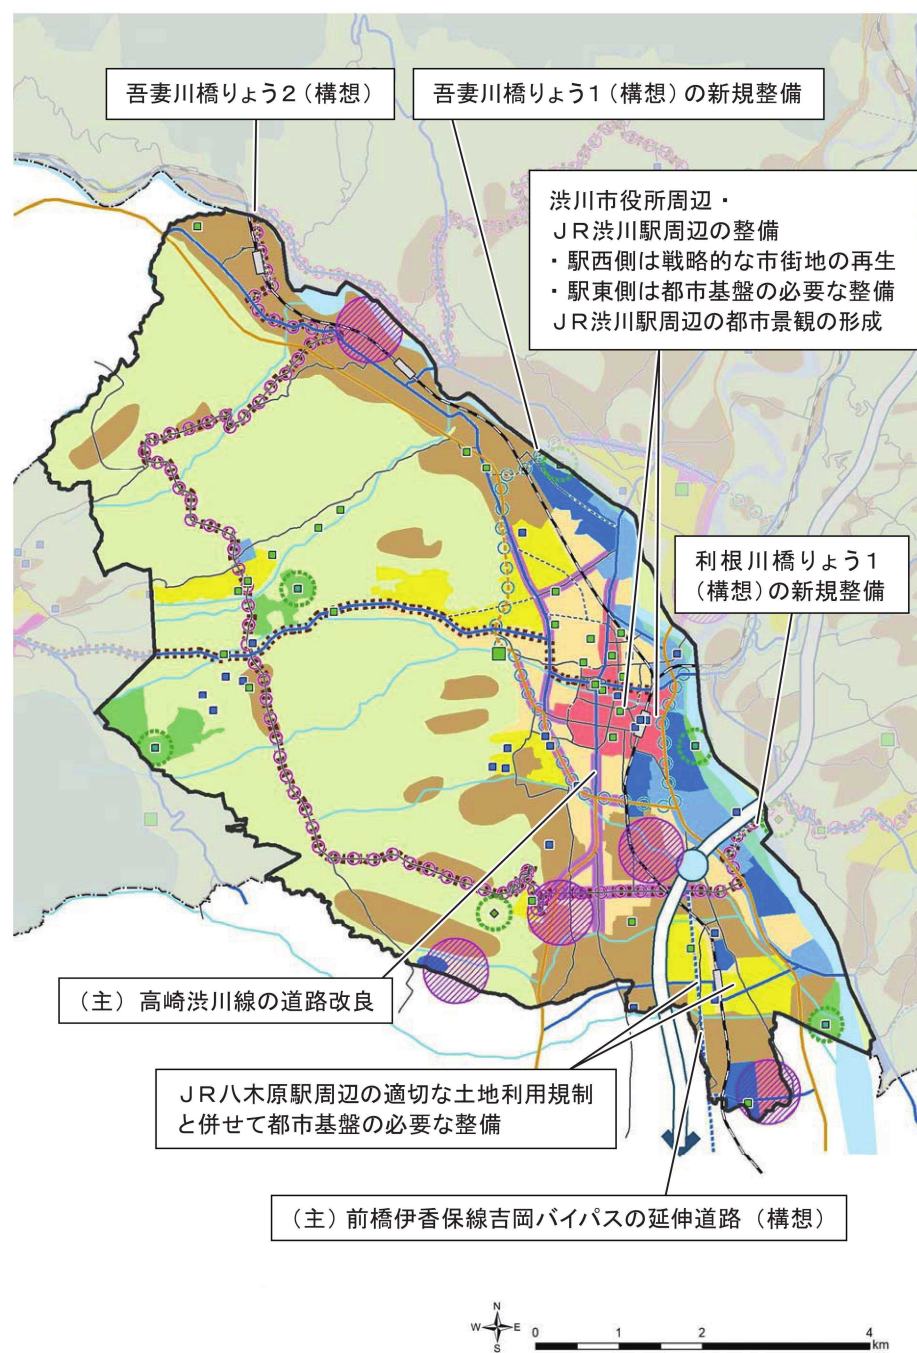 吾妻川橋りょう2（構想）
吾妻川橋りょう1（構想）の新規整備
渋川市役所周辺・
ＪＲ渋川駅周辺の整備
・駅西側は戦略的な市街地の再生
・駅東側は都市基盤の必要な整備
ＪＲ渋川駅周辺の都市景観の形成
利根川橋りょう1
（構想）の新規整備
（主）高崎渋川線の道路改良
ＪＲ八木原駅周辺の適切な土地利用規制
と併せて都市基盤の必要な整備
（主）前橋伊香保線吉岡バイパスの延伸道路（構想）
N
W E
S
0 1 2 4
km